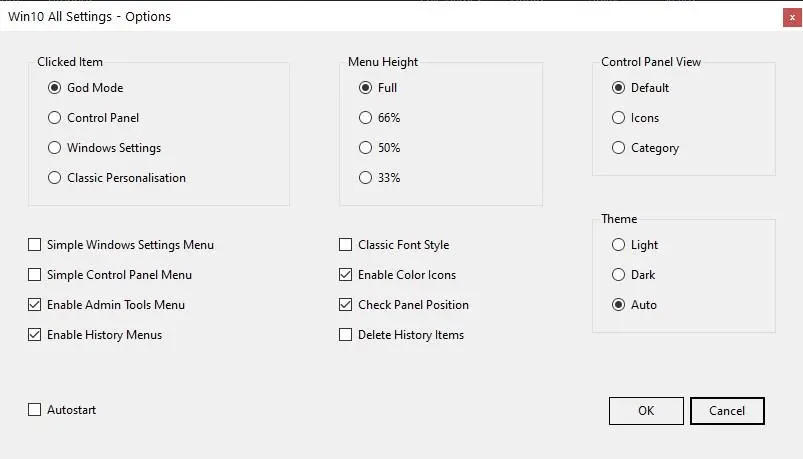 Win10 All Settings - Options
x
Clicked Item
God Mode
Control Panel
Windows Settings
Classic Personalisation
Menu Height
Full
66%
50%
33%
Control Panel View
Default
Icons
Category
Simple Windows Settings Menu
Simple Control Panel Menu
Enable Admin Tools Menu
Enable History Menus
Classic Font Style
Enable Color Icons
Check Panel Position
Delete History Items
Theme
Light
Dark
Auto
Autostart
OK
Cancel